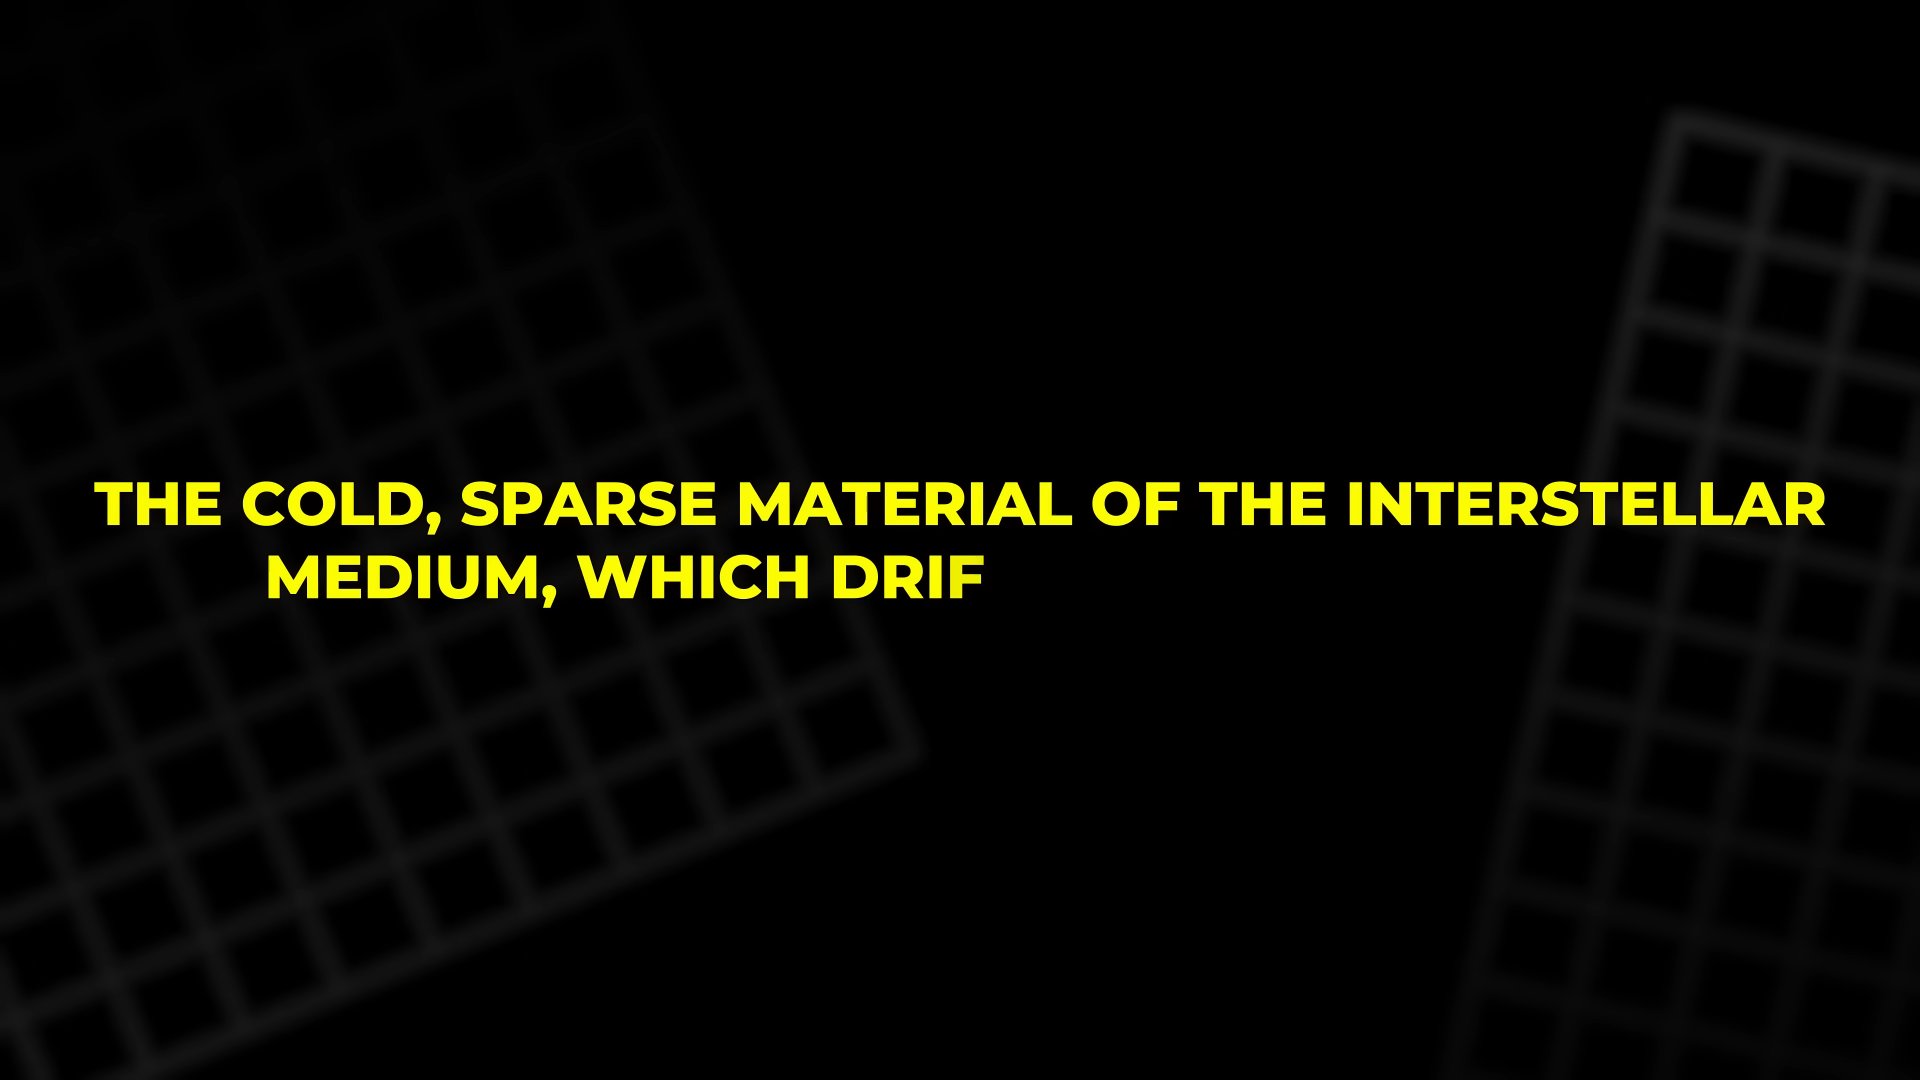 THE COLD, SPARSE MATERIAL OF THE INTERSTELLAR
MEDIUM, WHICH DRIF